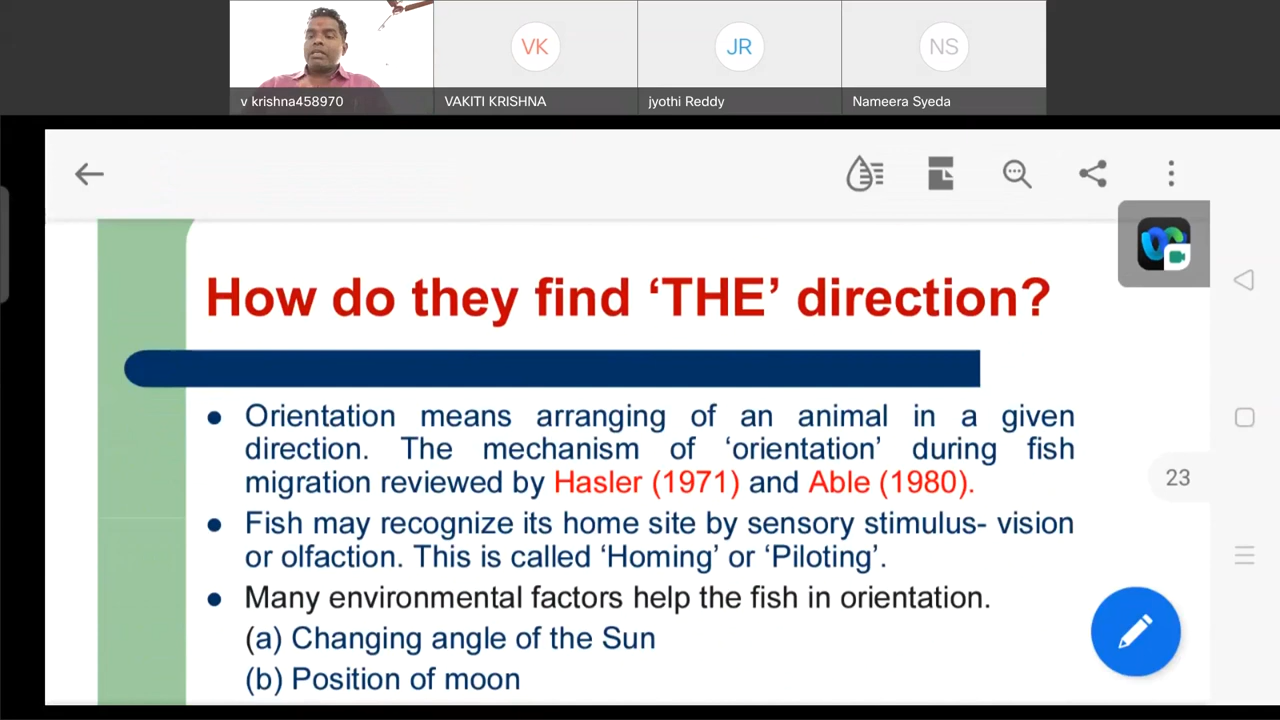 VK
JR
NS
v krishna458970
VAKITI KRISHNA
jyothi Reddy
Nameera Syeda
How do they find ‘THE’ direction?
● Orientation means arranging of an animal in a given
direction. The mechanism of ‘orientation’ during fish
migration reviewed by Hasler (1971) and Able (1980).
● Fish may recognize its home site by sensory stimulus- vision
or olfaction. This is called ‘Homing’ or ‘Piloting’.
● Many environmental factors help the fish in orientation.
(a) Changing angle of the Sun
(b) Position of moon
23